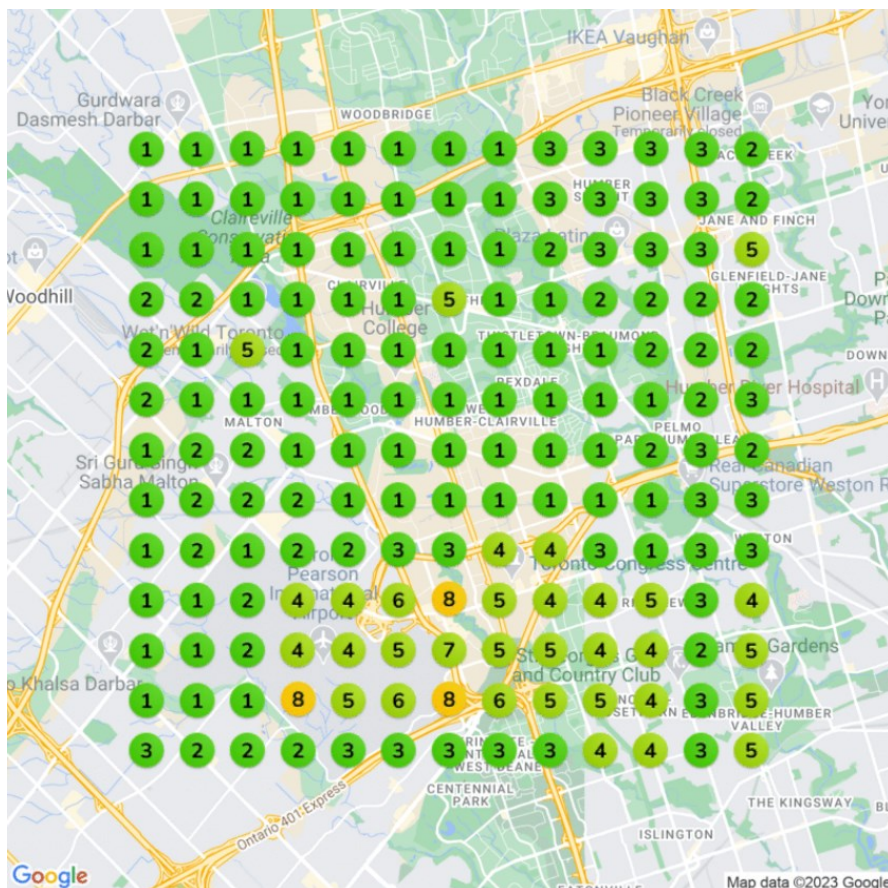 IKEA Vaughan
Gurdwara
Dasmesh Darbar
Black Creek
Pioneer Village
Temporarily closed
WOODBRIDGE
1 1 1 1 1 1 1 1 3 3 3 3 2
1 1 1 1 1 1 1 1 3 3 3 3 2
Claireville
JANE AND FINCH
1 1 1 1 1 1 1 1 2 3 3 3 5
Woodhill
GLENFIELD-JANE
2 2 1 1 1 1 5 1 1 2 2 2 2
College
Wet'n'Wild Toronto
2 1 5 1 1 1 1 1 1 1 2 2 2
REXDALE
Humber River Hospital
2 1 1 1 1 1 1 1 1 1 1 2 3
MALTON
HUMBER-CLAIRVILLE
PELMO
1 2 2 1 1 1 1 1 1 1 2 3 2
Sri Guru Singh
Sabha Malton
Real Canadian
Superstore Weston
1 2 2 2 1 1 1 1 1 1 1 3 3
1 2 1 2 2 3 3 4 4 3 1 3 3
Toronto Congress Centre
Pearson
Airport
1 1 2 4 4 6 8 5 4 4 5 3 4
1 1 2 4 4 5 7 5 5 4 4 2 5
Gardens
and Country Club
Khalsa Darbar
1 1 1 8 5 6 8 6 5 5 4 3 5
VALLEY
3 2 2 2 3 3 3 3 3 4 4 3 5
WEST DEANE
CENTENNIAL
PARK
THE KINGSWAY
Ontario 401 Express
ISLINGTON
Google
Map data ©2023 Google